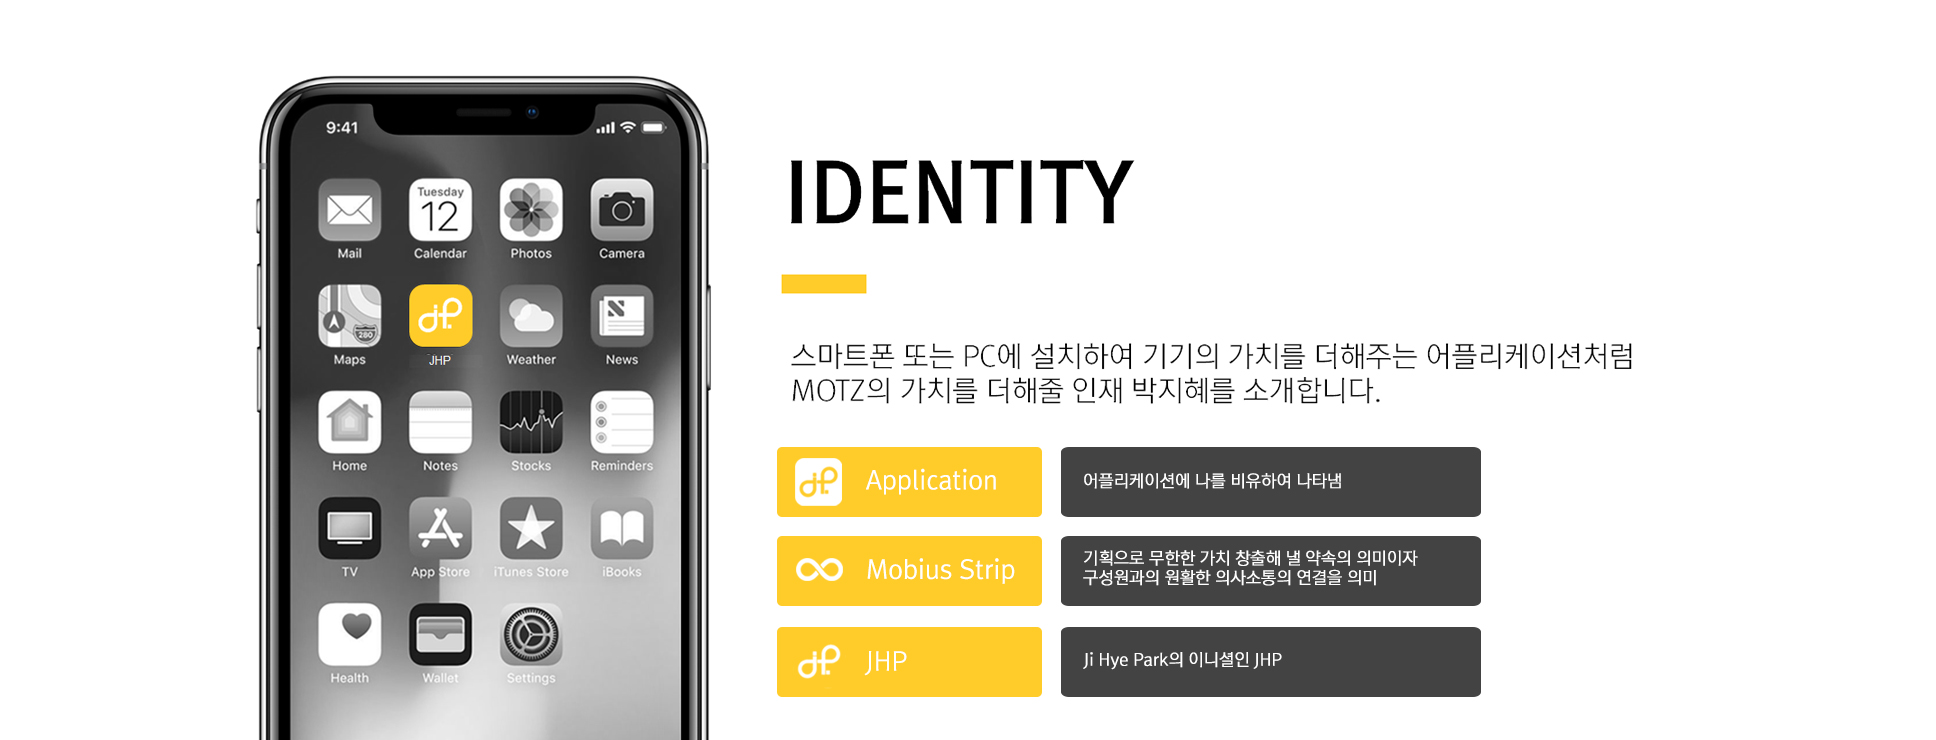 9:41
Tuesday
12
Mail
Calendar
Photos
Camera
280
Maps
JHP
Weather
News
Home
Notes
Stocks
Reminders
TV
App Store
iTunes Store
iBooks
Health
Wallet
Settings
IDENTITY
스마트폰 또는 PC에 설치하여 기기의 가치를 더해주는 어플리케이션처럼
MOTZ의 가치를 더해줄 인재 박지혜를 소개합니다.
Application
어플리케이션에 나를 비유하여 나타냄
Mobius Strip
기획으로 무한한 가치 창출해 낼 약속의 의미이자
구성원과의 원활한 의사소통의 연결을 의미
JHP
Ji Hye Park의 이니셜인 JHP